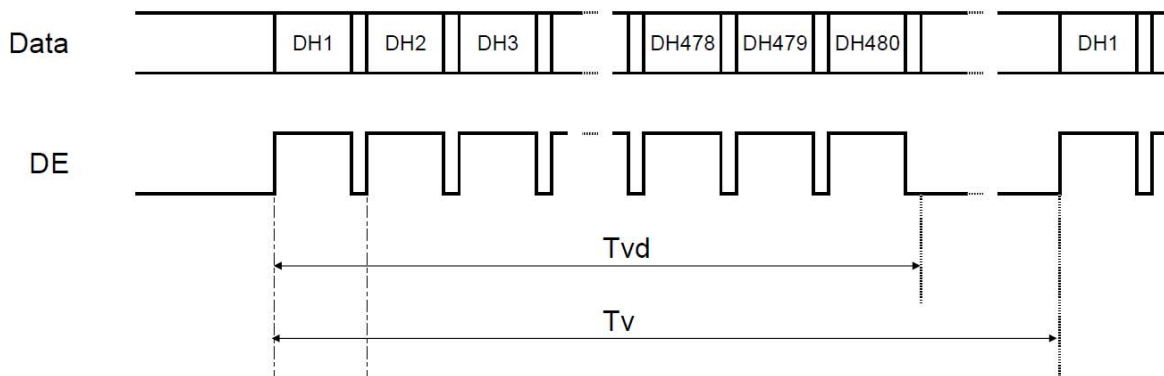 Data DH1 DH2 DH3 DH478 DH479 DH480 DH1
DE
Tvd
Tv